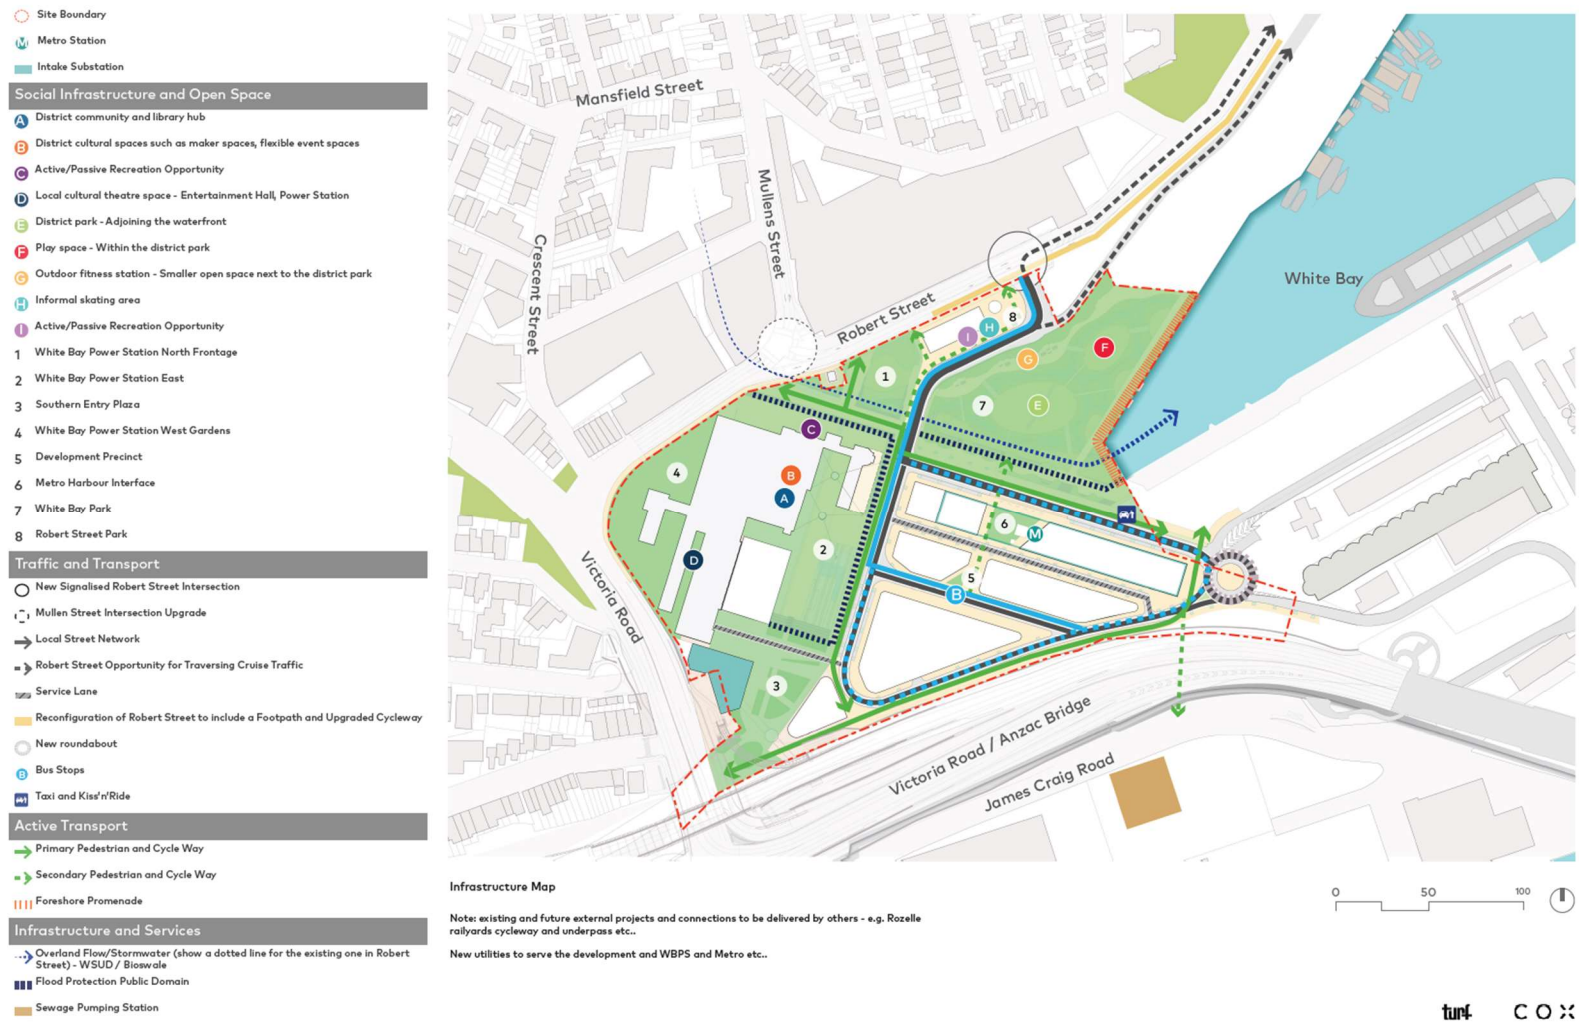 Site Boundary
M Metro Station
Intake Substation
Social Infrastructure and Open Space
A District community and library hub
B District cultural spaces such as maker spaces, flexible event spaces
C Active/Passive Recreation Opportunity
D Local cultural theatre space - Entertainment Hall, Power Station
E District park - Adjoining the waterfront
F Play space - Within the district park
G Outdoor fitness station - Smaller open space next to the district park
H Informal skating area
I Active/Passive Recreation Opportunity
1 White Bay Power Station North Frontage
2 White Bay Power Station East
3 Southern Entry Plaza
4 White Bay Power Station West Gardens
5 Development Precinct
6 Metro Harbour Interface
7 White Bay Park
8 Robert Street Park
Traffic and Transport
New Signalised Robert Street Intersection
Mullen Street Intersection Upgrade
Local Street Network
Robert Street Opportunity for Traversing Cruise Traffic
Service Lane
Reconfiguration of Robert Street to include a Footpath and Upgraded Cycleway
New roundabout
B Bus Stops
Taxi and Kiss'n'Ride
Active Transport
Primary Pedestrian and Cycle Way
Secondary Pedestrian and Cycle Way
Foreshore Promenade
Infrastructure and Services
Overland Flow/Stormwater (show a dotted line for the existing one in Robert
Street) - WSUD / Bioswale
Flood Protection Public Domain
Sewage Pumping Station
Mansfield Street
Mullens Street
Crescent Street
Robert Street
White Bay
Victoria Road
Victoria Road / Anzac Bridge
James Craig Road
8
I
H
G
F
1
7
E
C
4
B
A
6
M
2
D
5
B
3
Infrastructure Map
Note: existing and future external projects and connections to be delivered by others - e.g. Rozelle
railyards cycleway and underpass etc..
New utilities to serve the development and WBPS and Metro etc..
0 50 100
turf COX